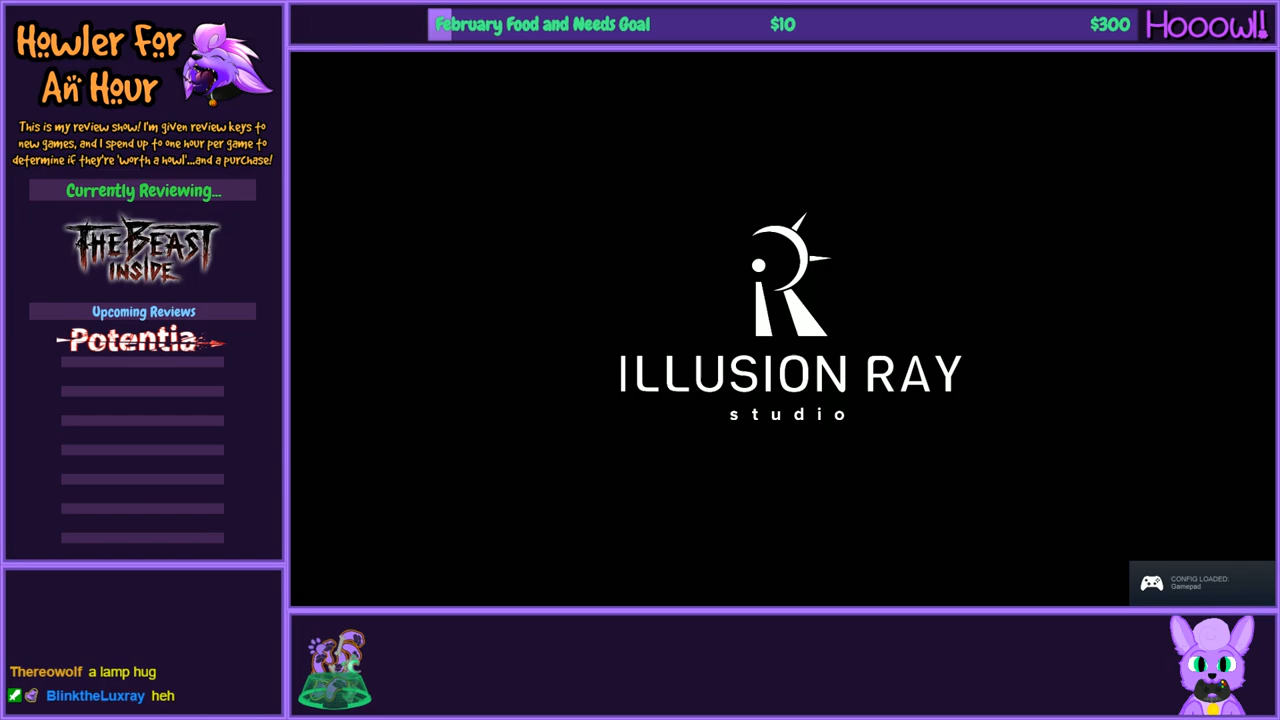 Howler For
An Hour
This is my review show! I'm given review keys to
new games, and I spend up to one hour per game to
determine if they're 'worth a howl'...and a purchase!
Currently Reviewing...
THE BEAST
INSIDE
Upcoming Reviews
Potentia
Thereowolf a lamp hug
BlinktheLuxray heh
February Food and Needs Goal $10 $300
Hooowl!!
ILLUSION RAY
studio
CONFIG LOADED:
Gamepad